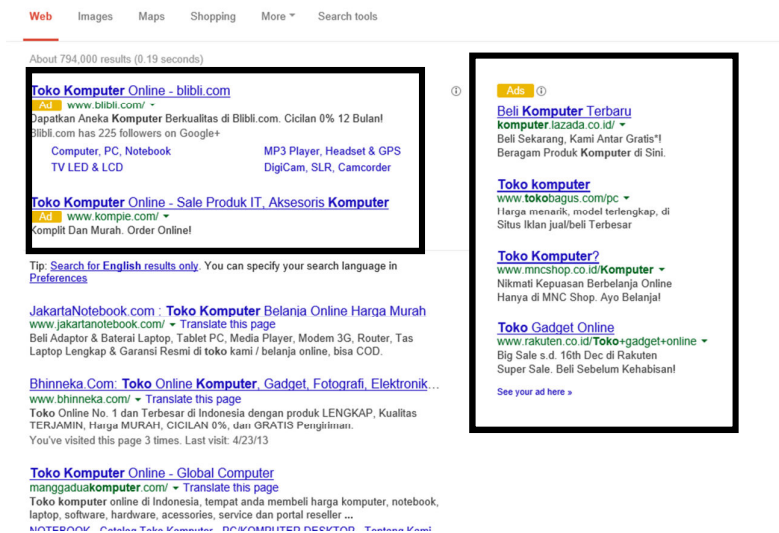 Web Images Maps Shopping More Search tools
About 794,000 results (0.19 seconds)
Toko Komputer Online - blibli.com
Ad www.blibli.com/
Dapatkan Aneka Komputer Berkualitas di Blibli.com. Cicilan 0% 12 Bulan!
Blibli.com has 225 followers on Google+
Computer, PC, Notebook MP3 Player, Headset & GPS
TV LED & LCD DigiCam, SLR, Camcorder
Toko Komputer Online - Sale Produk IT, Aksesoris Komputer
Ad www.kompie.com/
Komplit Dan Murah. Order Online!
Tip: Search for English results only. You can specify your search language in
Preferences
JakartaNotebook.com : Toko Komputer Belanja Online Harga Murah
www.jakartanotebook.com/ Translate this page
Beli Adaptor & Baterai Laptop, Tablet PC, Media Player, Modem 3G, Router, Tas
Laptop Lengkap & Garansi Resmi di toko kami / belanja online, bisa COD.
Bhinneka.Com: Toko Online Komputer, Gadget, Fotografi, Elektronik...
www.bhinneka.com/ Translate this page
Toko Online No. 1 dan Terbesar di Indonesia dengan produk LENGKAP, Kualitas
TERJAMIN, Harga MURAH, CICILAN 0%, dan GRATIS Pengiriman.
You've visited this page 3 times. Last visit: 4/23/13
Toko Komputer Online - Global Computer
manggaduakomputer.com/ Translate this page
Toko komputer online di Indonesia, tempat anda membeli harga komputer, notebook,
laptop, software, hardware, acessories, service dan portal reseller ...
NOTEBOOK - Catalog Toko Komputer - PC/KOMPUTER DESKTOP - Tentang Kami
Ads
Beli Komputer Terbaru
komputer.lazada.co.id/
Beli Sekarang, Kami Antar Gratis*!
Beragam Produk Komputer di Sini.
Toko komputer
www.tokobagus.com/pc
Harga menarik, model terlengkap, di
Situs Iklan jual/beli Terbesar
Toko Komputer?
www.mncshop.co.id/Komputer
Nikmati Kepuasan Berbelanja Online
Hanya di MNC Shop. Ayo Belanja!
Toko Gadget Online
www.rakuten.co.id/Toko+gadget+online
Big Sale s.d. 16th Dec di Rakuten
Super Sale. Beli Sebelum Kehabisan!
See your ad here »